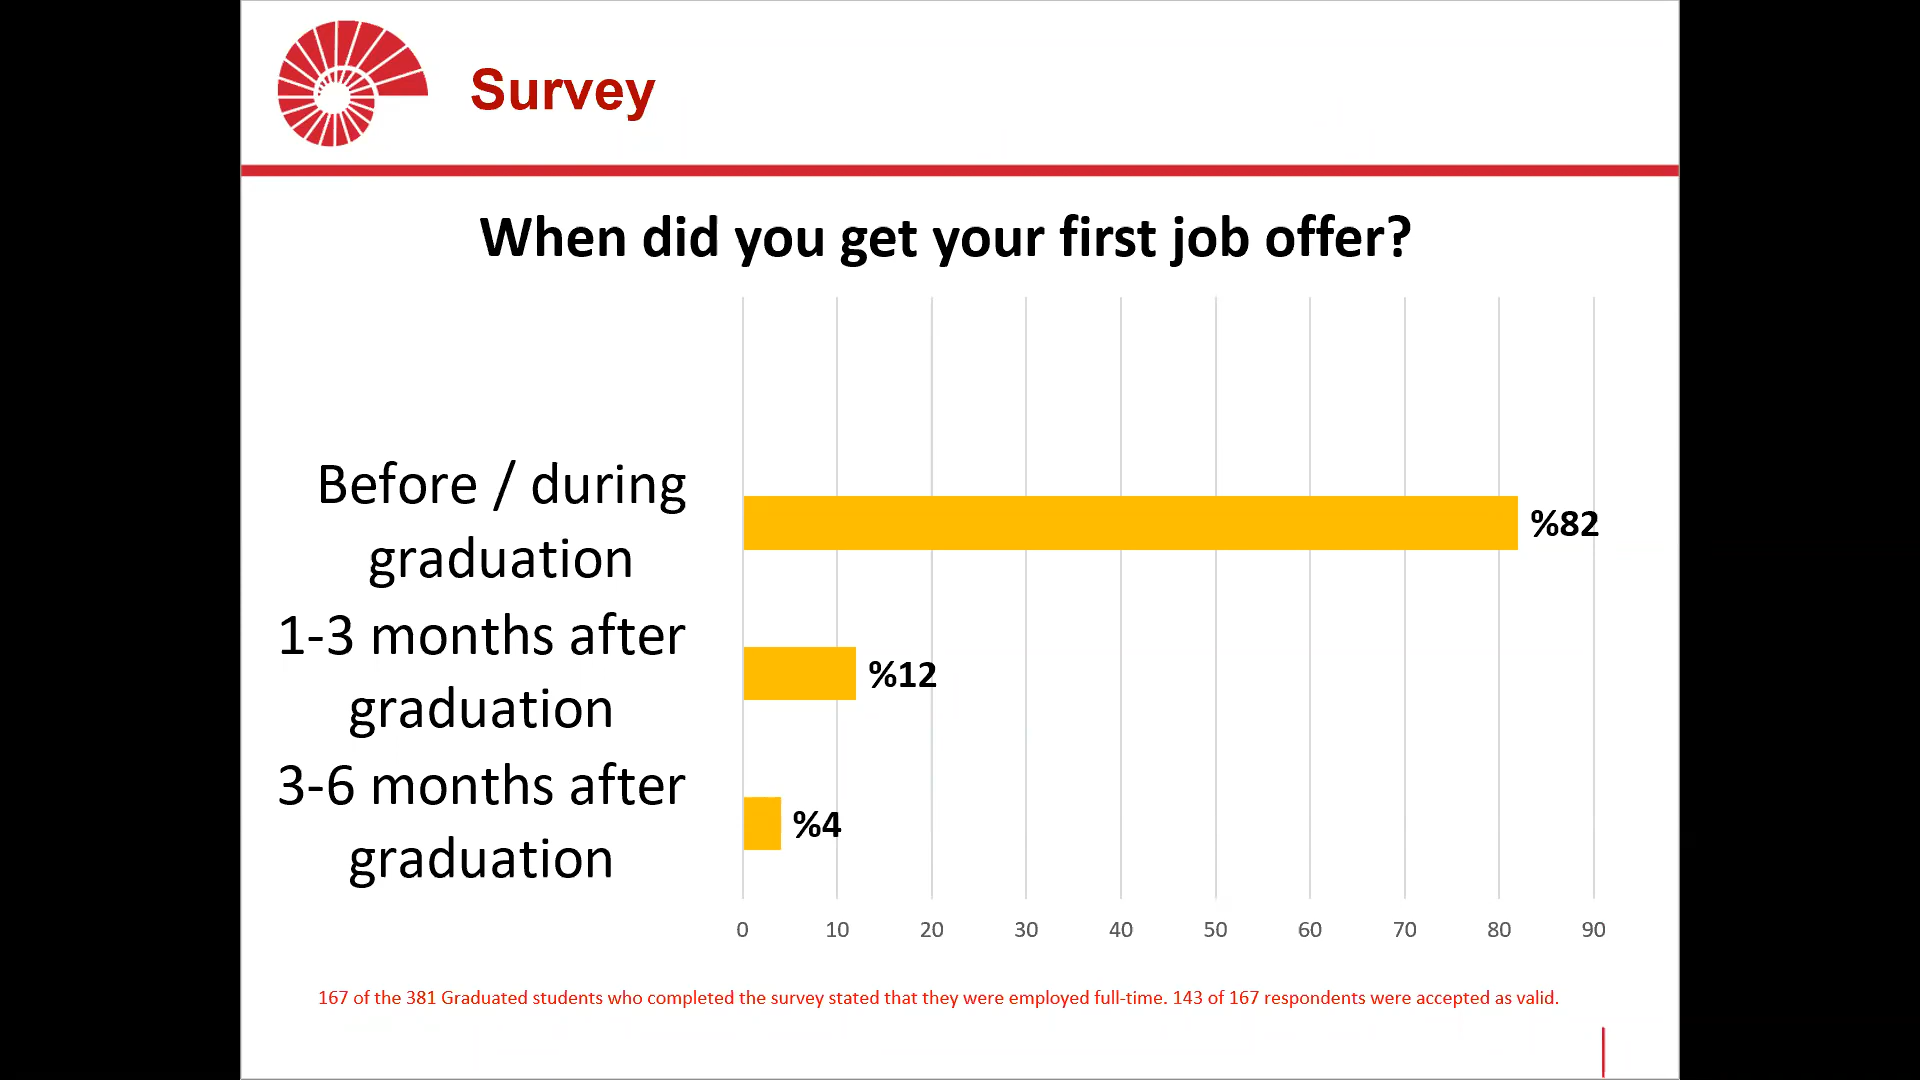 Survey
When did you get your first job offer?
Before / during
graduation
%82
1-3 months after
graduation
%12
3-6 months after
graduation
%4
0 10 20 30 40 50 60 70 80 90
167 of the 381 Graduated students who completed the survey stated that they were employed full-time. 143 of 167 respondents were accepted as valid.